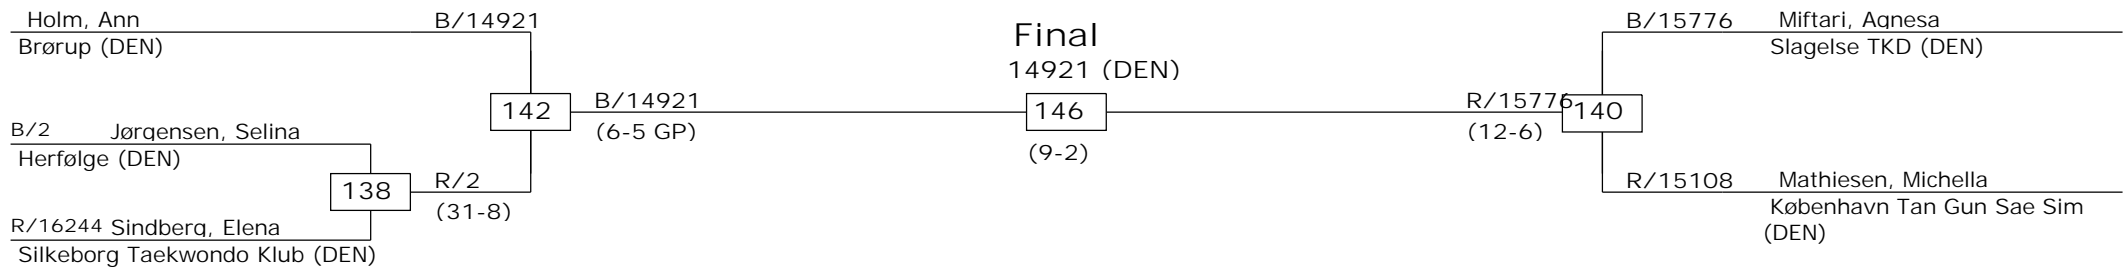 Holm, Ann
B/14921
Brørup (DEN)
B/2 Jørgensen, Selina
Herfølge (DEN)
R/16244 Sindberg, Elena
Silkeborg Taekwondo Klub (DEN)
138
R/2
(31-8)
142
B/14921
(6-5 GP)
Final
14921 (DEN)
146
(9-2)
R/15776
(12-6)
140
B/15776 Miftari, Agnesa
Slagelse TKD (DEN)
R/15108 Mathiesen, Michella
København Tan Gun Sae Sim
(DEN)